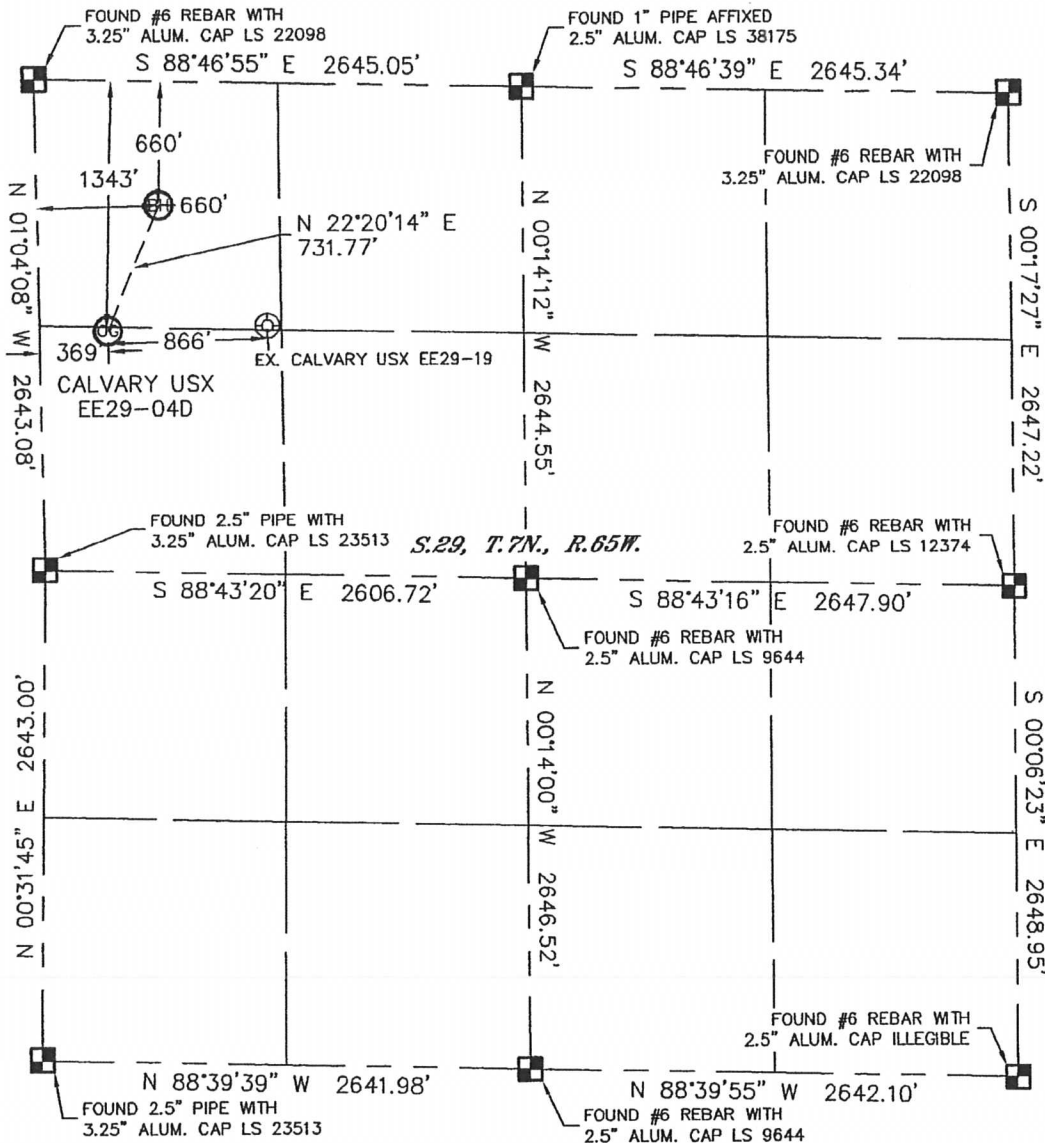 FOUND #6 REBAR WITH
3.25" ALUM. CAP LS 22098
FOUND 1" PIPE AFFIXED
2.5" ALUM. CAP LS 38175
S 88°46'55" E 2645.05'
S 88°46'39" E 2645.34'
FOUND #6 REBAR WITH
3.25" ALUM. CAP LS 22098
660'
1343'
BH 660'
N 22°20'14" E
731.77'
N 01°04'08" W 2643.08'
N 00°14'12" W 2644.55'
S 00°17'27" E 2647.22'
OG
369'
866'
EX. CALVARY USX EE29-19
CALVARY USX
EE29-04D
FOUND 2.5" PIPE WITH
3.25" ALUM. CAP LS 23513
S.29, T.7N., R.65W.
FOUND #6 REBAR WITH
2.5" ALUM. CAP LS 12374
S 88°43'20" E 2606.72'
S 88°43'16" E 2647.90'
FOUND #6 REBAR WITH
2.5" ALUM. CAP LS 9644
N 00°31'45" E 2643.00'
N 00°14'00" W 2646.52'
S 00°06'23" E 2648.95'
FOUND #6 REBAR WITH
2.5" ALUM. CAP ILLEGIBLE
N 88°39'39" W 2641.98'
N 88°39'55" W 2642.10'
FOUND 2.5" PIPE WITH
3.25" ALUM. CAP LS 23513
FOUND #6 REBAR WITH
2.5" ALUM. CAP LS 9644